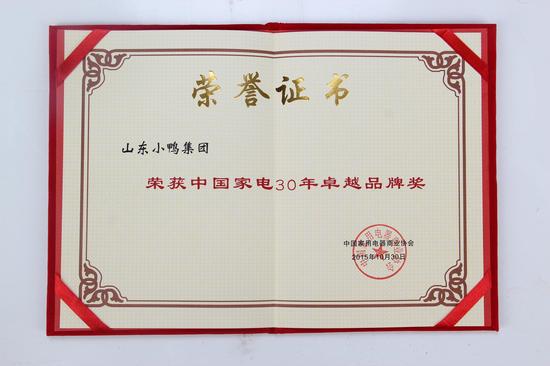 荣誉证书
山东小鸭集团
荣获中国家电30年卓越品牌奖
中国家用电器商业协会
2015年10月30日